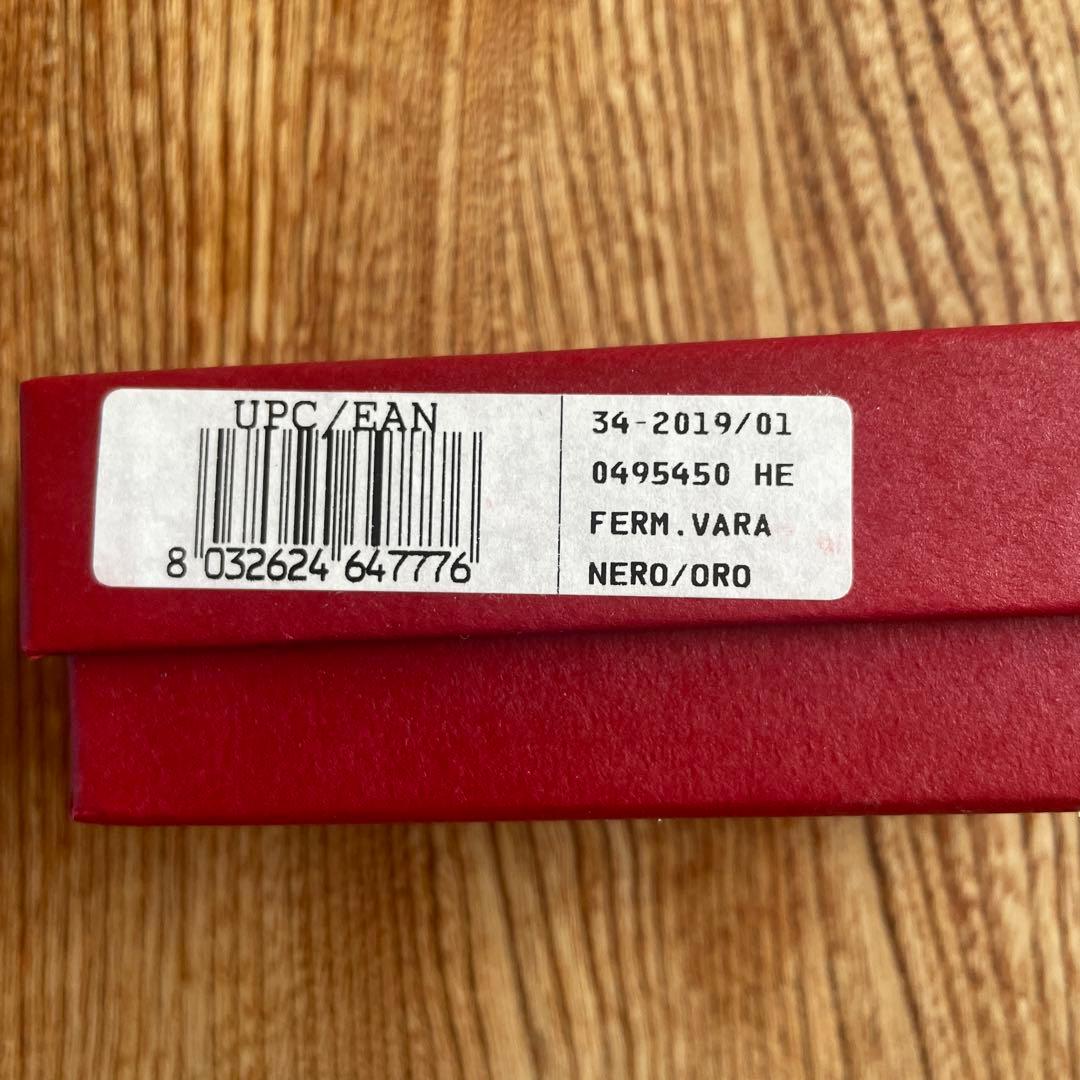 UPC/EAN
8 032624 647776
34-2019/01
0495450 HE
FERM.VARA
NERO/ORO